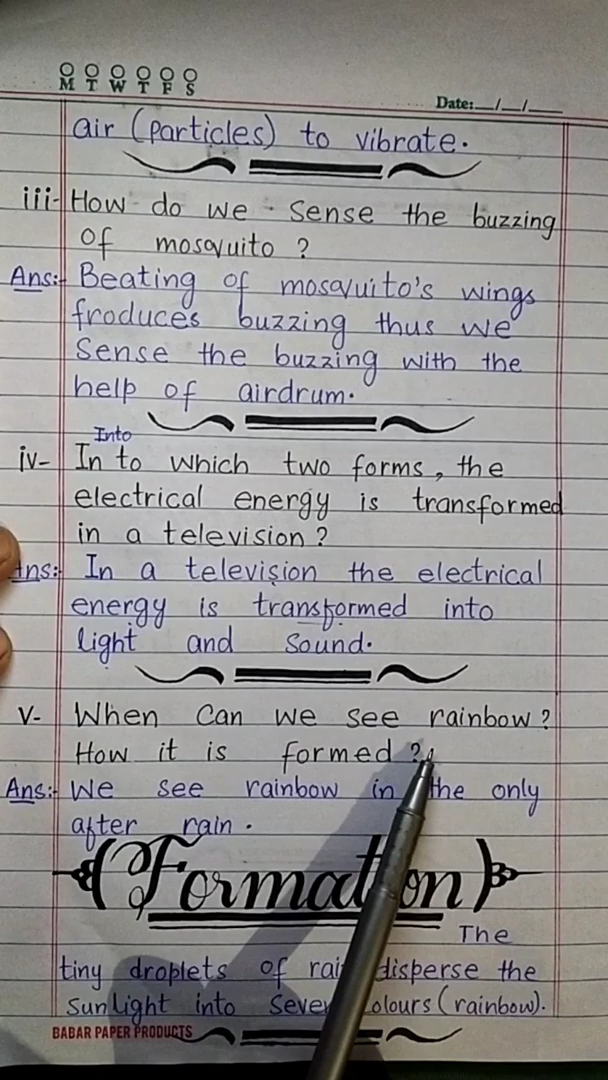 M T W T F S
Date:__/__/____
air (particles) to vibrate.
iii- How do we sense the buzzing
of mosquito ?
Ans:- Beating of mosquito's wings
froduces buzzing thus we
Sense the buzzing with the
help of airdrum.
Into
iv- In to which two forms, the
electrical energy is transformed
in a television ?
Ans:- In a television the electrical
energy is transformed into
light and Sound.
v- When Can we see rainbow ?
How it is formed ?
Ans:- We see rainbow in the only
after rain.
(Formation)
The
tiny droplets of disperse the
sunlight into (rainbow).
BABAR PAPER PRODUCTS